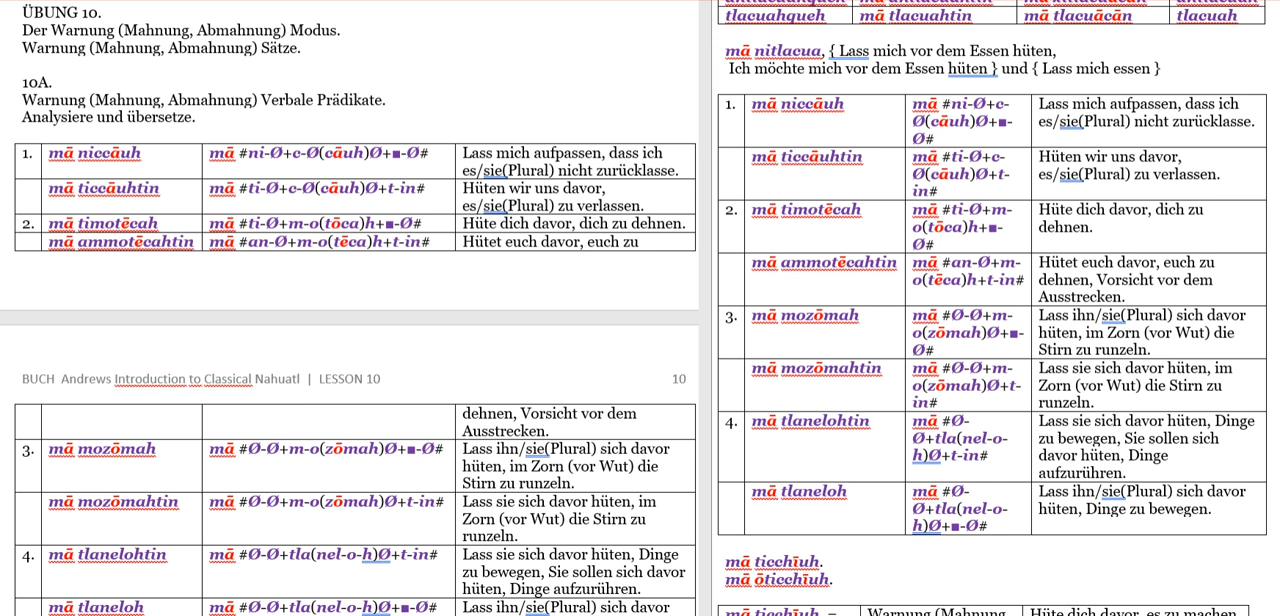 ÜBUNG 10.
Der Warnung (Mahnung, Abmahnung) Modus.
Warnung (Mahnung, Abmahnung) Sätze.
10A.
Warnung (Mahnung, Abmahnung) Verbale Prädikate.
Analysiere und übersetze.
1. mā niccāuh mā #ni-Ø+c-Ø(cāuh)Ø+■-Ø# Lass mich aufpassen, dass ich
es/sie(Plural) nicht zurücklasse.
mā ticcāuhtin mā #ti-Ø+c-Ø(cāuh)Ø+t-in# Hüten wir uns davor,
es/sie(Plural) zu verlassen.
2. mā timotēcah mā #ti-Ø+m-o(tōca)h+■-Ø# Hüte dich davor, dich zu dehnen.
mā ammotēcahtin mā #an-Ø+m-o(tēca)h+t-in# Hütet euch davor, euch zu
BUCH Andrews Introduction to Classical Nahuatl | LESSON 10 10
dehnen, Vorsicht vor dem
Ausstrecken.
3. mā mozōmah mā #Ø-Ø+m-o(zōmah)Ø+■-Ø# Lass ihn/sie(Plural) sich davor
hüten, im Zorn (vor Wut) die
Stirn zu runzeln.
mā mozōmahtin mā #Ø-Ø+m-o(zōmah)Ø+t-in# Lass sie sich davor hüten, im
Zorn (vor Wut) die Stirn zu
runzeln.
4. mā tlanelohtin mā #Ø-Ø+tla(nel-o-h)Ø+t-in# Lass sie sich davor hüten, Dinge
zu bewegen, Sie sollen sich davor
hüten, Dinge aufzurühren.
mā tlaneloh mā #Ø-Ø+tla(nel-o-h)Ø+■-Ø# Lass ihn/sie(Plural) sich davor
tlacuahqueh mā tlacuahtin mā tlacuācān tlacuah
mā nitlacua, { Lass mich vor dem Essen hüten,
Ich möchte mich vor dem Essen hüten } und { Lass mich essen }
1. mā niccāuh mā #ni-Ø+c- Lass mich aufpassen, dass ich
Ø(cāuh)Ø+■- es/sie(Plural) nicht zurücklasse.
Ø#
mā ticcāuhtin mā #ti-Ø+c- Hüten wir uns davor,
Ø(cāuh)Ø+t- es/sie(Plural) zu verlassen.
in#
2. mā timotēcah mā #ti-Ø+m- Hüte dich davor, dich zu
o(tōca)h+■- dehnen.
Ø#
mā ammotēcahtin mā #an-Ø+m- Hütet euch davor, euch zu
o(tēca)h+t-in# dehnen, Vorsicht vor dem
Ausstrecken.
3. mā mozōmah mā #Ø-Ø+m- Lass ihn/sie(Plural) sich davor
o(zōmah)Ø+■- hüten, im Zorn (vor Wut) die
Ø# Stirn zu runzeln.
mā mozōmahtin mā #Ø-Ø+m- Lass sie sich davor hüten, im
o(zōmah)Ø+t- Zorn (vor Wut) die Stirn zu
in# runzeln.
4. mā tlanelohtin mā #Ø- Lass sie sich davor hüten, Dinge
Ø+tla(nel-o- zu bewegen, Sie sollen sich
h)Ø+t-in# davor hüten, Dinge
aufzurühren.
mā tlaneloh mā #Ø- Lass ihn/sie(Plural) sich davor
Ø+tla(nel-o- hüten, Dinge zu bewegen.
h)Ø+■-Ø#
mā ticchīuh.
mā ōticchīuh.
mā ticchīuh = Warnung (Mahnung, Hüte dich davor, es zu machen